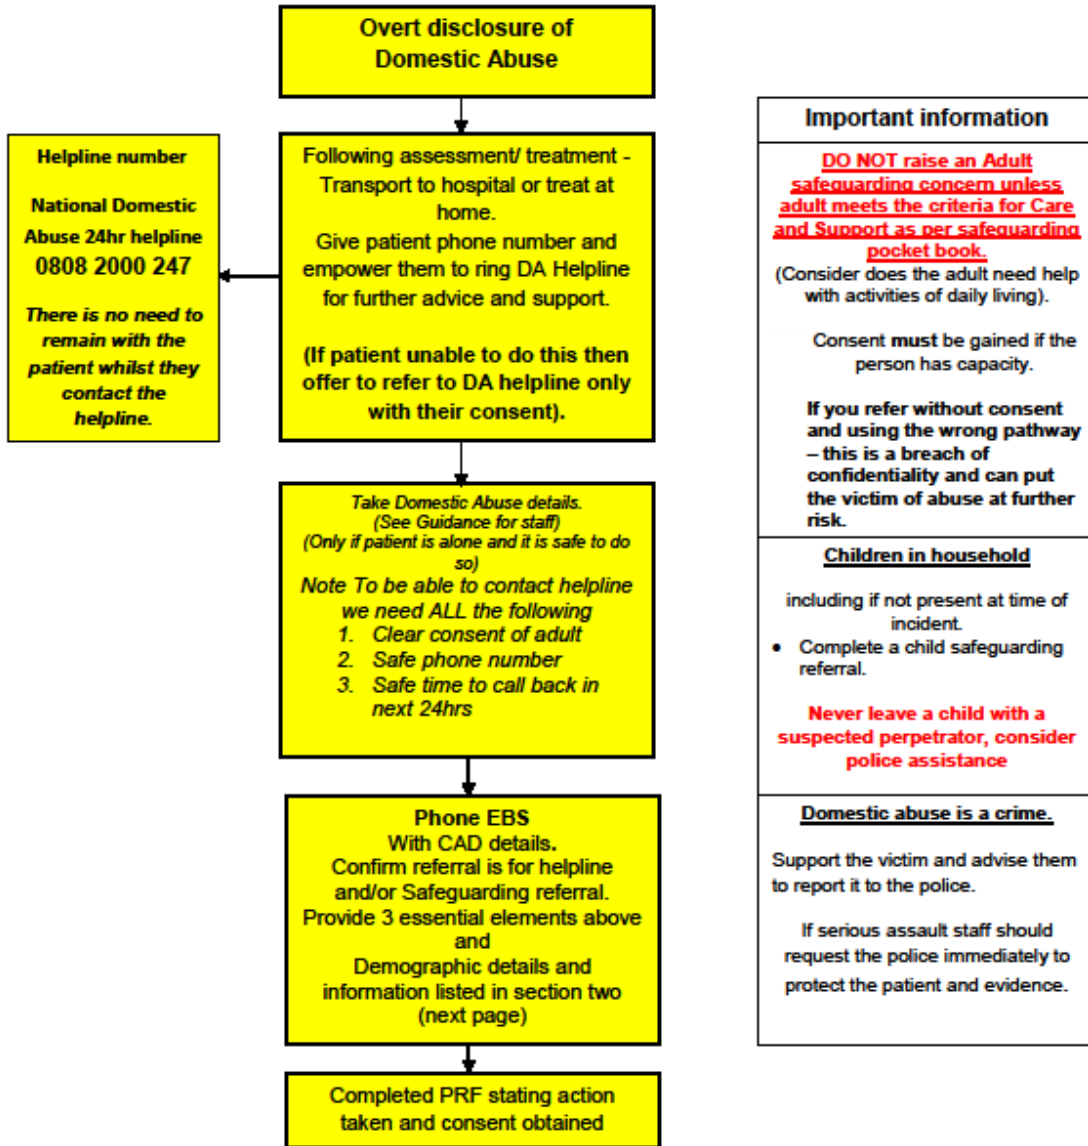 Overt disclosure of
Domestic Abuse
Helpline number
National Domestic
Abuse 24hr helpline
0808 2000 247
There is no need to
remain with the
patient whilst they
contact the
helpline.
Following assessment/ treatment -
Transport to hospital or treat at
home.
Give patient phone number and
empower them to ring DA Helpline
for further advice and support.
(If patient unable to do this then
offer to refer to DA helpline only
with their consent).
Take Domestic Abuse details.
(See Guidance for staff)
(Only if patient is alone and it is safe to do
so)
Note To be able to contact helpline
we need ALL the following
1. Clear consent of adult
2. Safe phone number
3. Safe time to call back in
next 24hrs
Phone EBS
With CAD details.
Confirm referral is for helpline
and/or Safeguarding referral.
Provide 3 essential elements above
and
Demographic details and
information listed in section two
(next page)
Completed PRF stating action
taken and consent obtained
Important information
DO NOT raise an Adult
safeguarding concern unless
adult meets the criteria for Care
and Support as per safeguarding
pocket book.
(Consider does the adult need help
with activities of daily living).
Consent must be gained if the
person has capacity.
If you refer without consent
and using the wrong pathway
– this is a breach of
confidentiality and can put
the victim of abuse at further
risk.
Children in household
including if not present at time of
incident.
• Complete a child safeguarding
referral.
Never leave a child with a
suspected perpetrator, consider
police assistance
Domestic abuse is a crime.
Support the victim and advise them
to report it to the police.
If serious assault staff should
request the police immediately to
protect the patient and evidence.